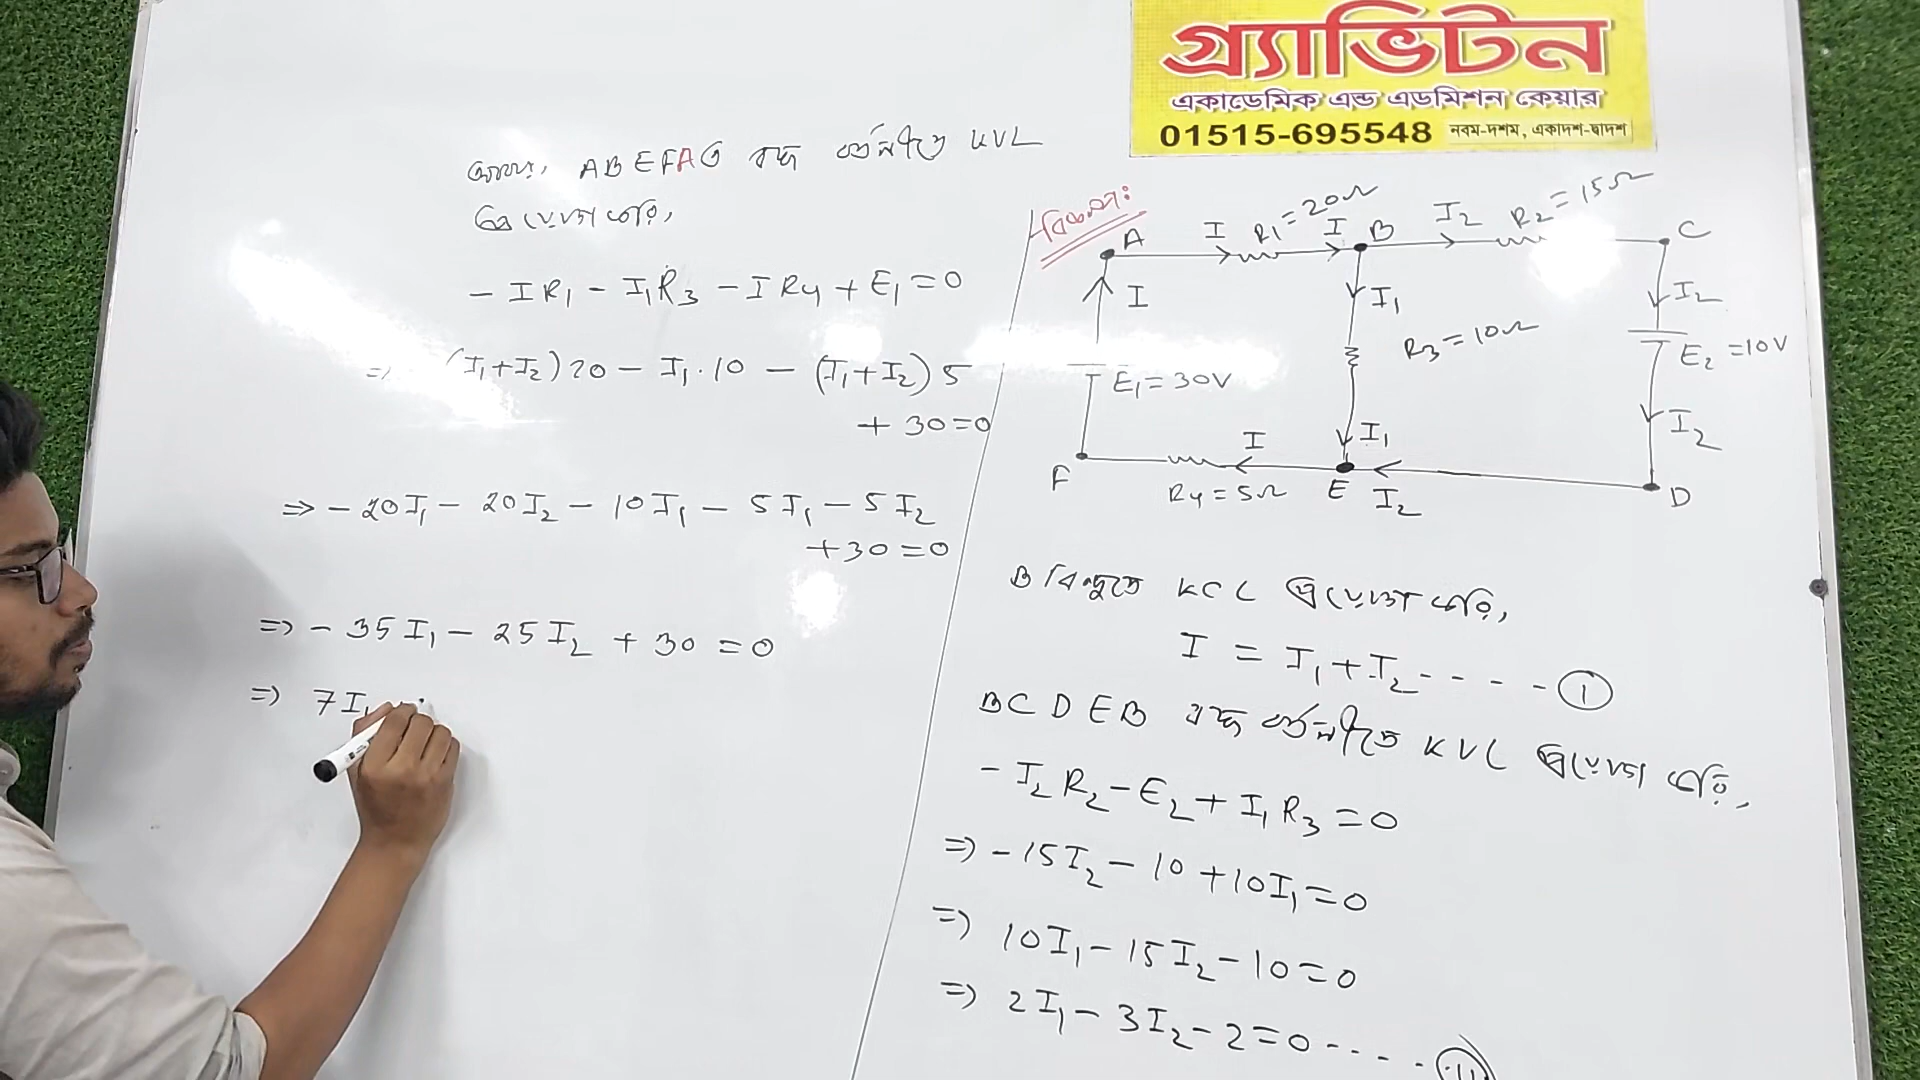 গ্র্যাভিটন
একাডেমিক এন্ড এডমিশন কেয়ার
01515-695548 নবম-দশম, একাদশ-দ্বাদশ
আবার, ABEFA তে বদ্ধ বর্তনীতে KVL
প্রয়োগ করি,
- IR₁ - I₁R₃ - IR₄ + E₁ = 0
⇒ (I₁+I₂)20 - I₁.10 - (I₁+I₂)5
+ 30=0
⇒ - 20I₁ - 20I₂ - 10I₁ - 5I₁ - 5I₂
+30 = 0
⇒ - 35I₁ - 25I₂ + 30 = 0
⇒ 7I₁
A I R₁=20Ω I B I₂ R₂=15Ω C
I I₁ I₂
R₃=10Ω
E₁=30V E₂=10V
I₁ I₂
F R₄=5Ω I E I₂ D
B বিন্দুতে KCL প্রয়োগ করি,
I = I₁+I₂ - - - - ①
BCDEB বদ্ধ বর্তনীতে KVL প্রয়োগ করি,
- I₂R₂ - E₂ + I₁R₃ = 0
⇒ - 15I₂ - 10 + 10I₁ = 0
⇒ 10I₁ - 15I₂ - 10 = 0
⇒ 2I₁ - 3I₂ - 2 = 0 - - - - (ii)